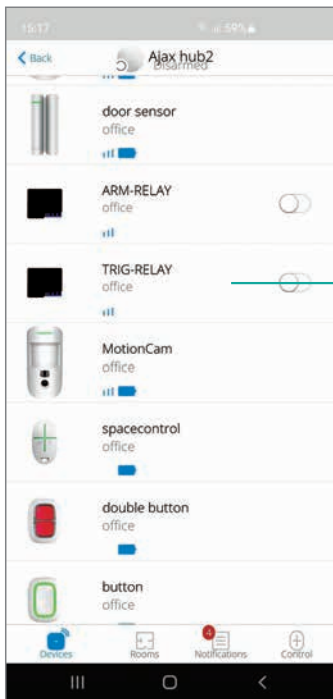 15:17
59%
Back
Ajax hub2
Disarmed
door sensor
office
ARM-RELAY
office
TRIG-RELAY
office
MotionCam
office
spacecontrol
office
double button
office
button
office
4
Devices
Rooms
Notifications
Control